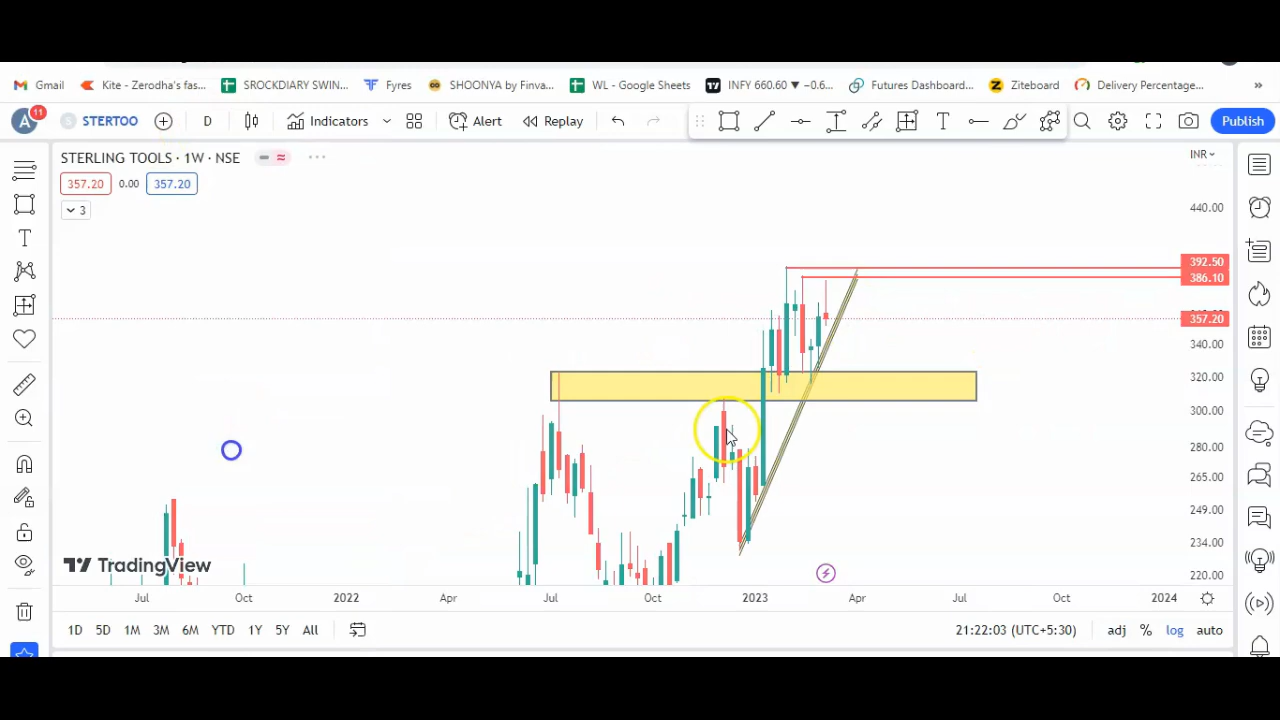 Gmail Kite - Zerodha's fas... SROCKDIARY SWIN... Fyres SHOONYA by Finva... WL - Google Sheets INFY 660.60 ▼ −0.6... Futures Dashboard... Ziteboard Delivery Percentage... »
A 11 STERTOO D Indicators Alert Replay T Publish
STERLING TOOLS · 1W · NSE INR
357.20 0.00 357.20
3
440.00
392.50
386.10
357.20
340.00
320.00
300.00
280.00
265.00
249.00
234.00
220.00
TradingView
Jul Oct 2022 Apr Jul Oct 2023 Apr Jul Oct 2024
1D 5D 1M 3M 6M YTD 1Y 5Y All 21:22:03 (UTC+5:30) adj % log auto